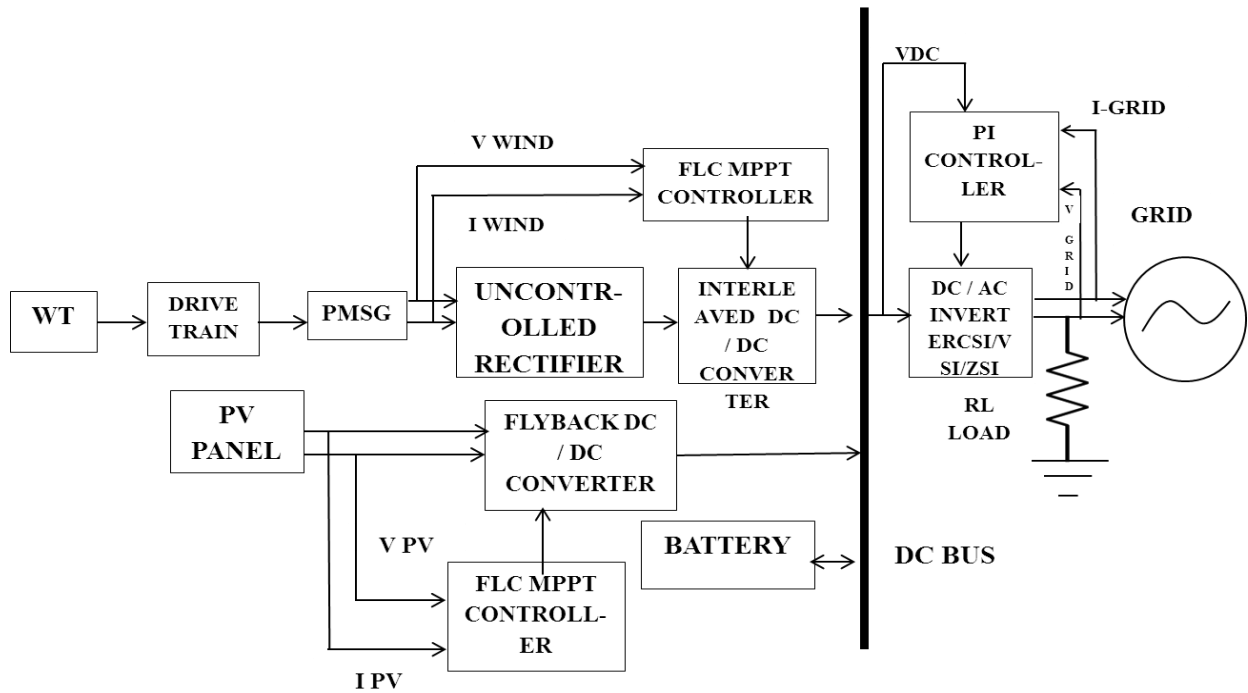 VDC
I-GRID
PI
CONTROL-
LER
V WIND
FLC MPPT
CONTROLLER
I WIND
V
GRID
GRID
WT
DRIVE
TRAIN
PMSG
UNCONTR-
OLLED
RECTIFIER
INTERLE
AVED DC
/ DC
CONVER
TER
DC / AC
INVERT
ERCSI/V
SI/ZSI
RL
LOAD
PV
PANEL
FLYBACK DC
/ DC
CONVERTER
V PV
BATTERY
DC BUS
FLC MPPT
CONTROLL-
ER
I PV